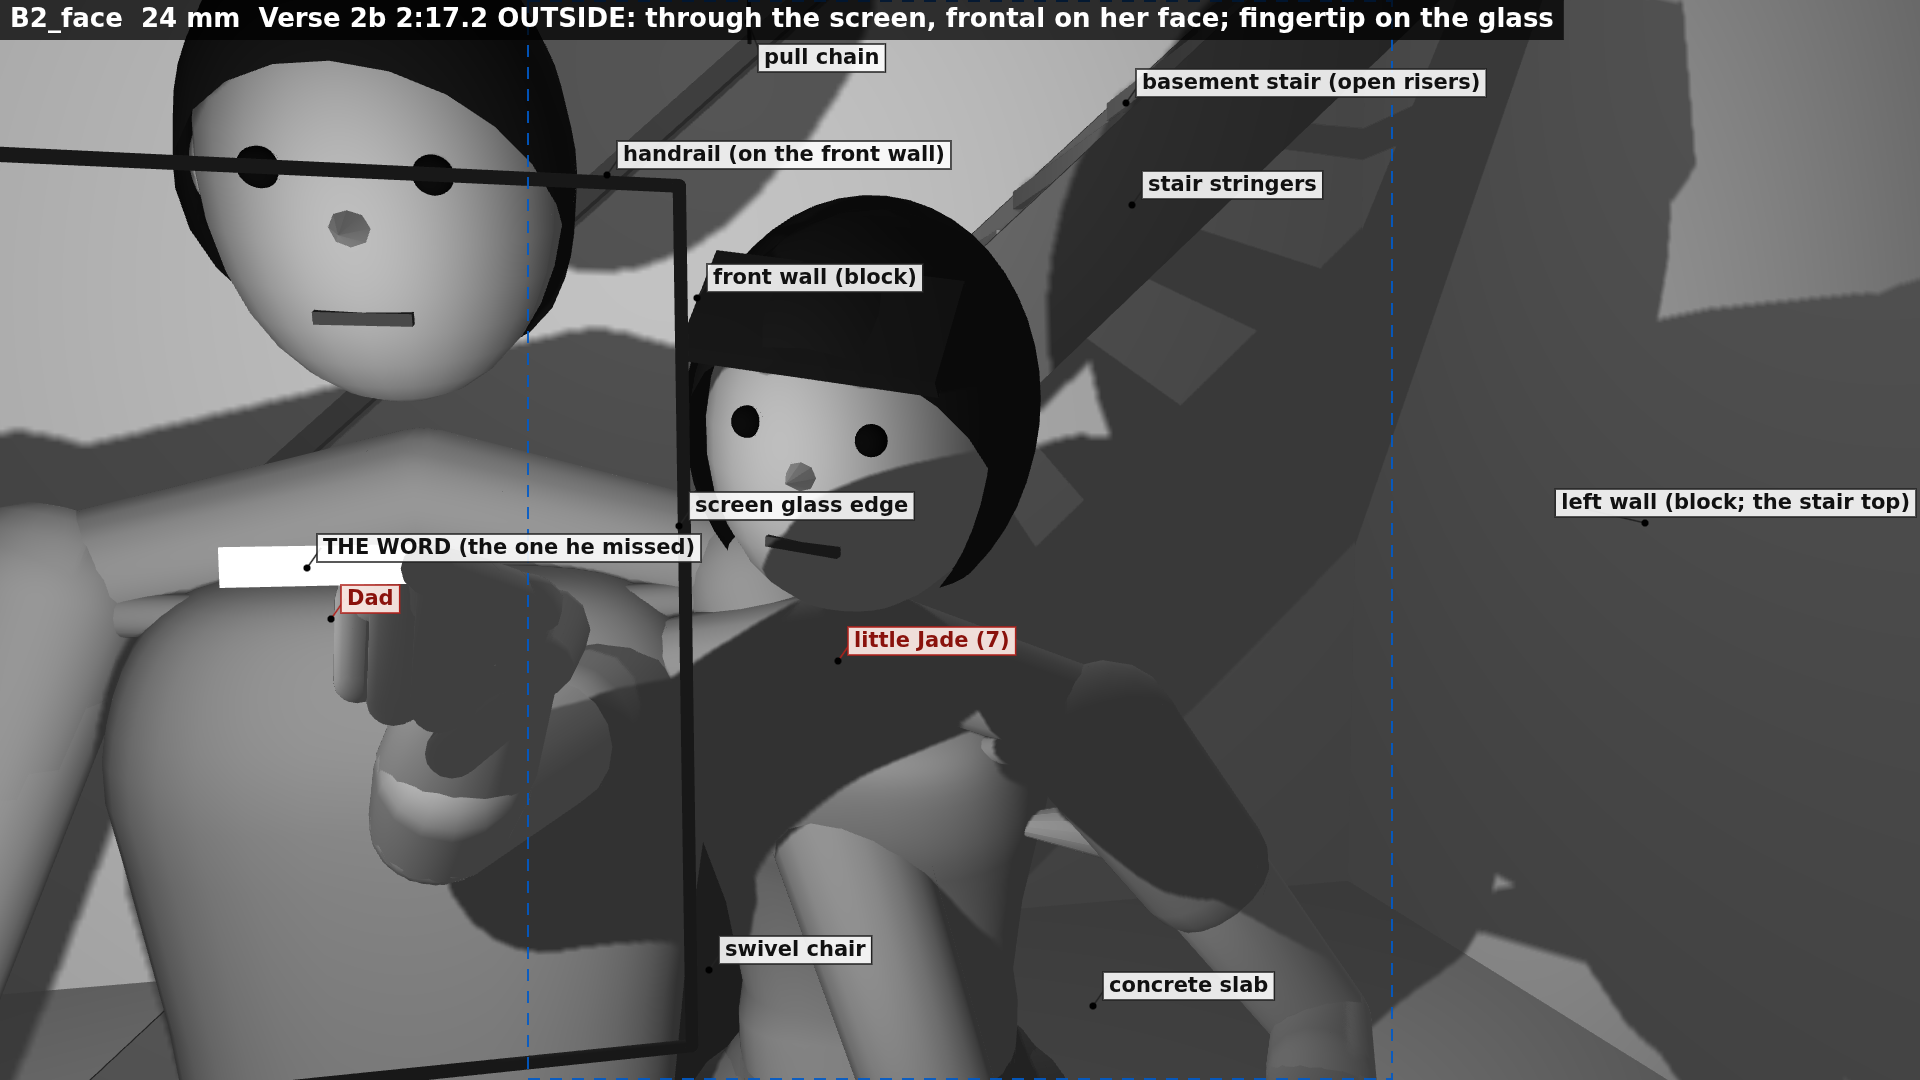 B2_face  24 mm  Verse 2b 2:17.2 OUTSIDE: through the screen, frontal on her face; fingertip on the glass
pull chain
basement stair (open risers)
handrail (on the front wall)
stair stringers
front wall (block)
left wall (block; the stair top)
screen glass edge
THE WORD (the one he missed)
Dad
little Jade (7)
swivel chair
concrete slab